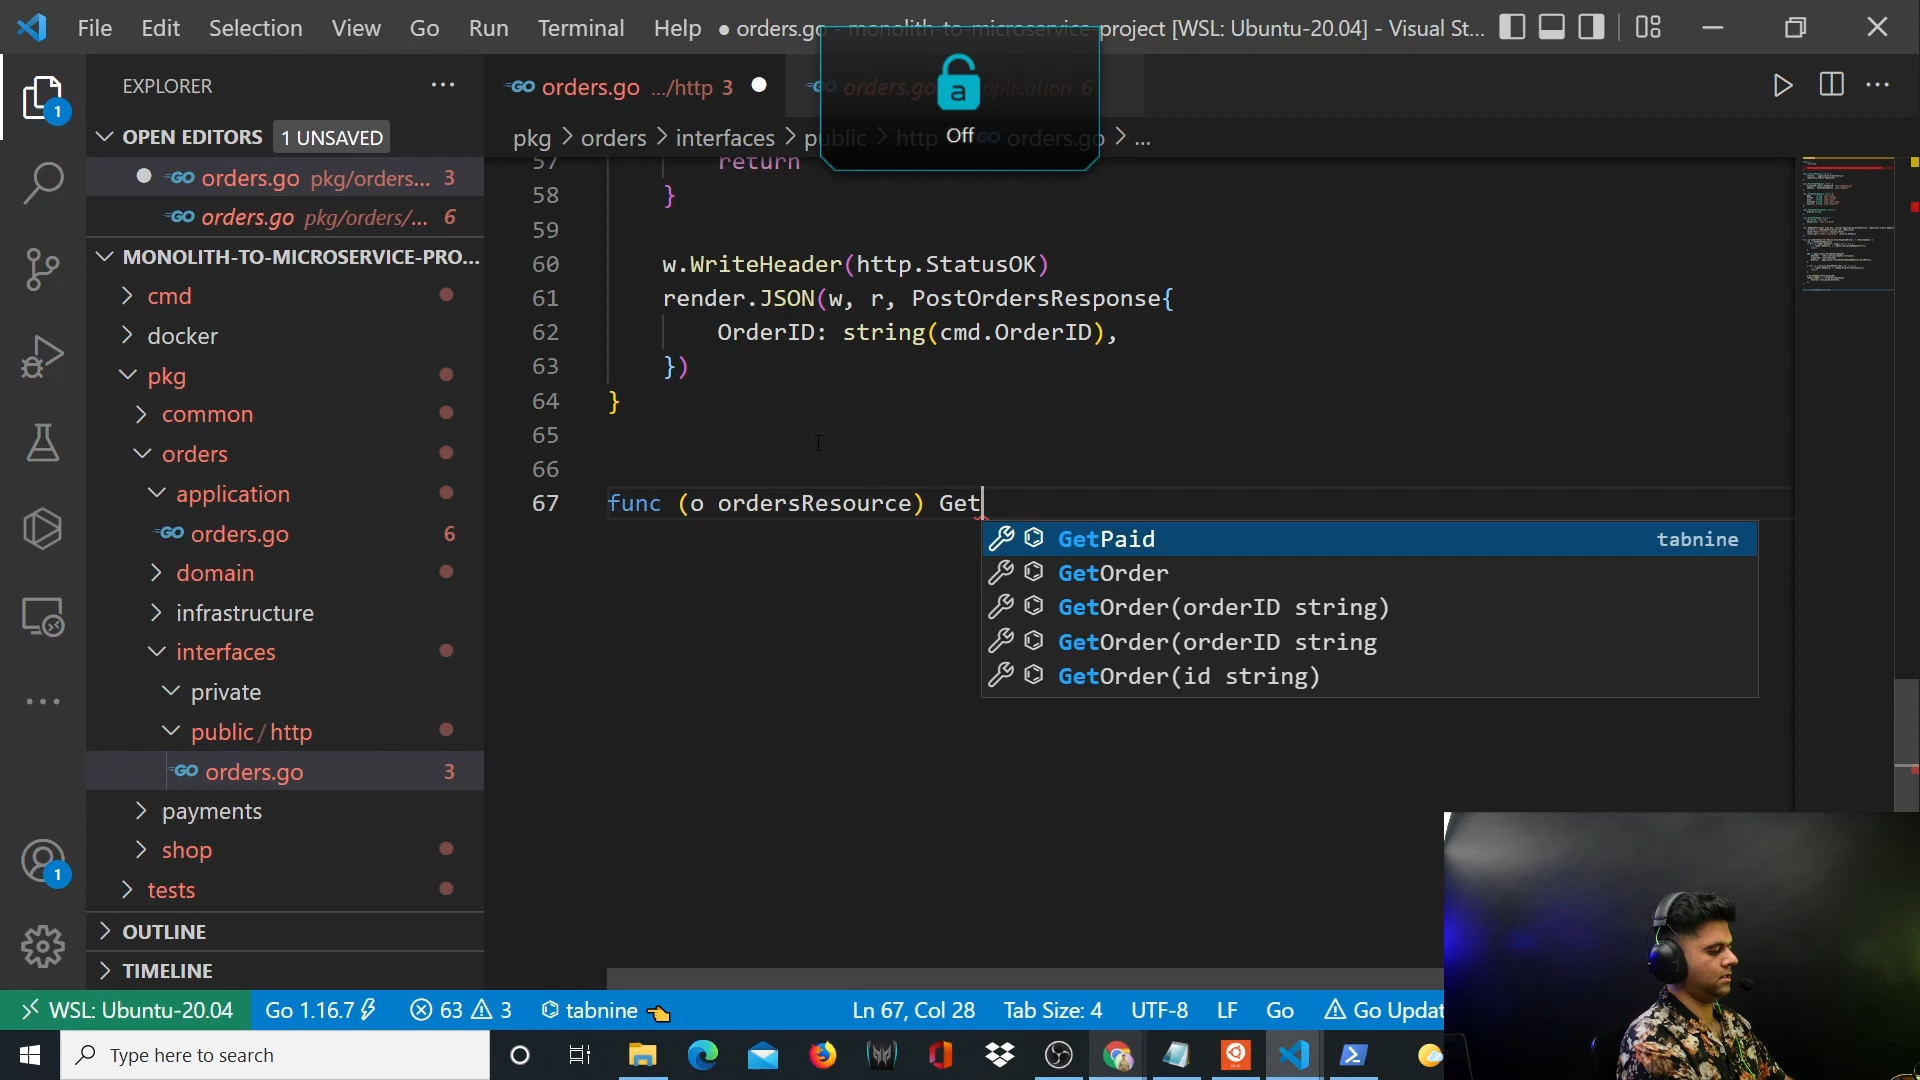 File Edit Selection View Go Run Terminal Help
● orders.go - monolith-to-microservice-project [WSL: Ubuntu-20.04] - Visual St...
EXPLORER
OPEN EDITORS 1 UNSAVED
orders.go pkg/orders... 3
orders.go pkg/orders/... 6
MONOLITH-TO-MICROSERVICE-PRO...
cmd
docker
pkg
common
orders
application
orders.go 6
domain
infrastructure
interfaces
private
public / http
orders.go 3
payments
shop
tests
OUTLINE
TIMELINE
orders.go .../http 3
orders.go application 6
a
Off
pkg > orders > interfaces > public > http > orders.go > ...
57 return
58 }
59
60 w.WriteHeader(http.StatusOK)
61 render.JSON(w, r, PostOrdersResponse{
62 OrderID: string(cmd.OrderID),
63 })
64 }
65
66
67 func (o ordersResource) Get
GetPaid tabnine
GetOrder
GetOrder(orderID string)
GetOrder(orderID string
GetOrder(id string)
WSL: Ubuntu-20.04 Go 1.16.7 63 3 tabnine Ln 67, Col 28 Tab Size: 4 UTF-8 LF Go Go Updat
Type here to search
1
1